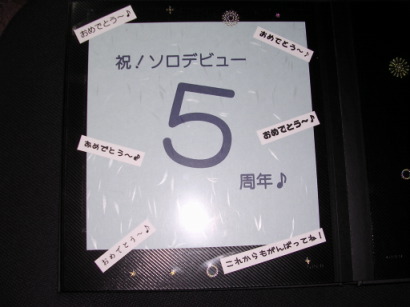 おめでとう～♪
おめでとう～♪
祝！ソロデビュー
5
周年♪
おめでとう～♪
おめでとう～♪
おめでとう～♪
これからもがんばってね！